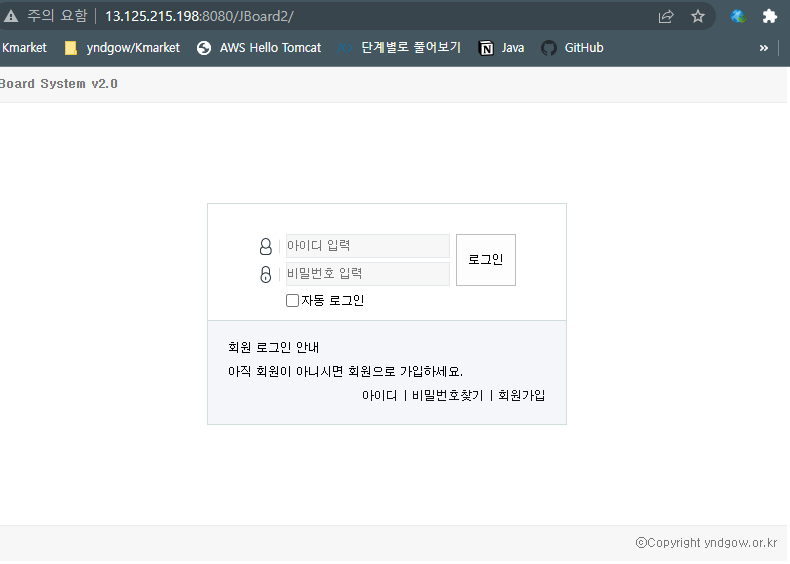 주의 요함 | 13.125.215.198:8080/JBoard2/
Kmarket yndgow/Kmarket AWS Hello Tomcat 단계별로 풀어보기 Java GitHub »
Board System v2.0
아이디 입력
비밀번호 입력
로그인
자동 로그인
회원 로그인 안내
아직 회원이 아니시면 회원으로 가입하세요.
아이디 | 비밀번호찾기 | 회원가입
ⓒCopyright yndgow.or.kr